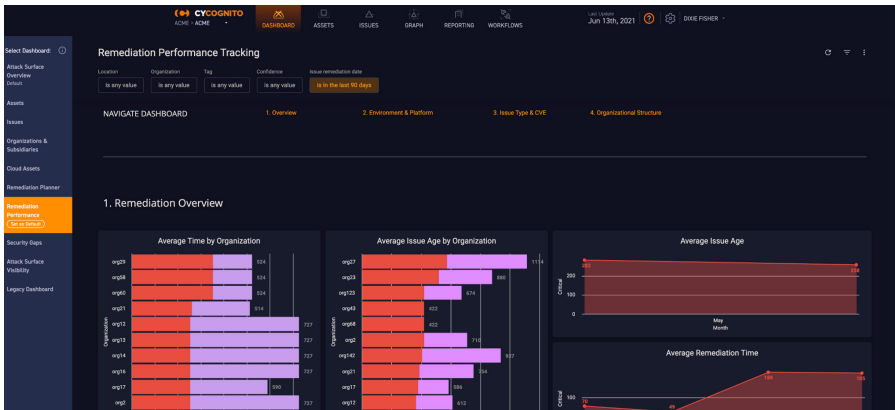 CYCOGNITO
ACME > ACME
DASHBOARD
ASSETS
ISSUES
GRAPH
REPORTING
WORKFLOWS
Last Update
Jun 13th, 2021
DIXIE FISHER
Select Dashboard:
Attack Surface
Overview
Default
Assets
Issues
Organizations &
Subsidiaries
Cloud Assets
Remediation Planner
Remediation
Performance
Set as Default
Security Gaps
Attack Surface
Visibility
Legacy Dashboard
Remediation Performance Tracking
Location Organization Tag Confidence Issue remediation date
is any value is any value is any value is any value is in the last 90 days
NAVIGATE DASHBOARD 1. Overview 2. Environment & Platform 3. Issue Type & CVE 4. Organizational Structure
1. Remediation Overview
Average Time by Organization
Organization
org29 524
org58 524
org60 524
org21 514
org12 727
org13 727
org14 727
org16 727
org17 590
org2 727
Average Issue Age by Organization
Organization
org27 1114
org23 880
org123 674
org43 422
org68 422
org2 710
org142 937
org21
org17 586
org12 612
Average Issue Age
Critical
200
100
0
May
Month
Average Remediation Time
Critical
100
70
49
189
185